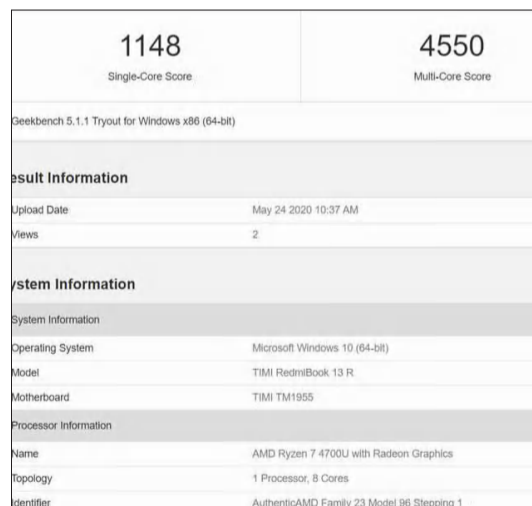 1148 4550
Single-Core Score Multi-Core Score
Geekbench 5.1.1 Tryout for Windows x86 (64-bit)
esult Information
Upload Date May 24 2020 10:37 AM
Views 2
ystem Information
System Information
Operating System Microsoft Windows 10 (64-bit)
Model TIMI RedmiBook 13 R
Motherboard TIMI TM1955
Processor Information
Name AMD Ryzen 7 4700U with Radeon Graphics
Topology 1 Processor, 8 Cores
Identifier AuthenticAMD Family 23 Model 96 Stepping 1